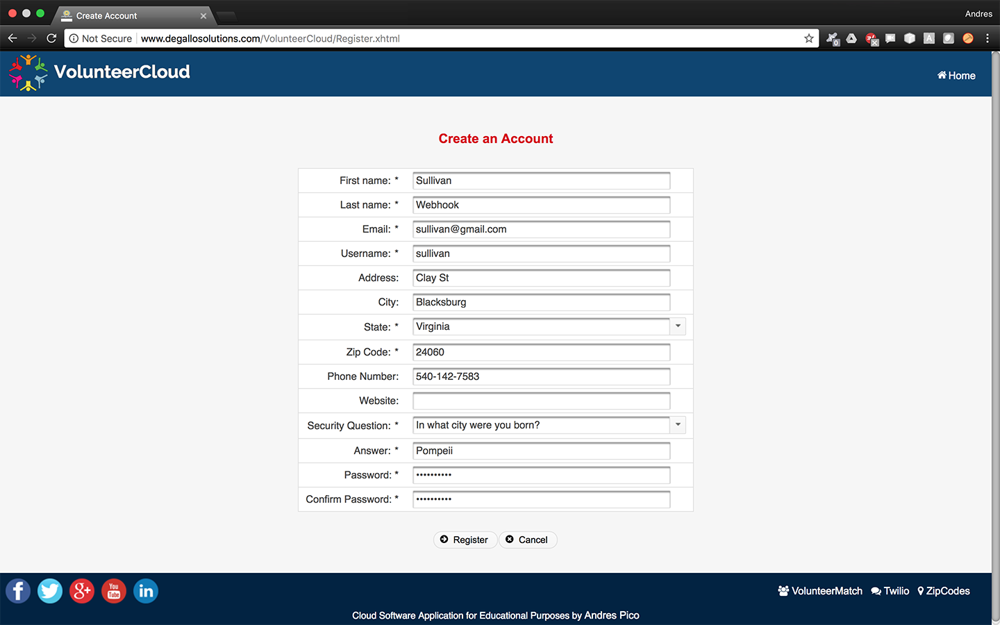 Create Account
Andres
Not Secure www.degallosolutions.com/VolunteerCloud/Register.xhtml
0
A
VolunteerCloud
Home
Create an Account
First name: * Sullivan
Last name: * Webhook
Email: * sullivan@gmail.com
Username: * sullivan
Address: Clay St
City: Blacksburg
State: * Virginia
Zip Code: * 24060
Phone Number: 540-142-7583
Website:
Security Question: * In what city were you born?
Answer: * Pompeii
Password: * ••••••••••
Confirm Password: * ••••••••••
Register Cancel
f g+ You Tube in
VolunteerMatch Twilio ZipCodes
Cloud Software Application for Educational Purposes by Andres Pico